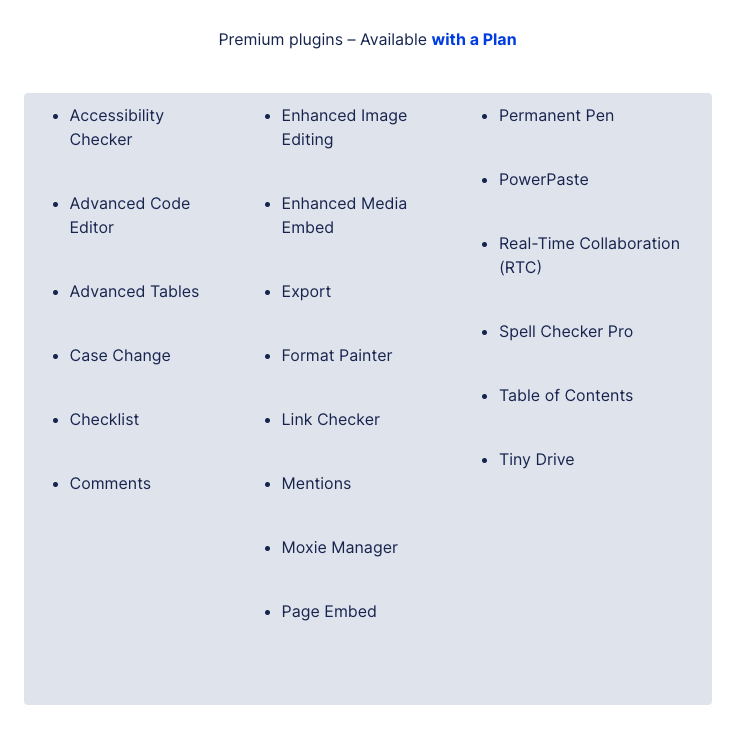 Premium plugins – Available with a Plan
Accessibility
Checker
Advanced Code
Editor
Advanced Tables
Case Change
Checklist
Comments
Enhanced Image
Editing
Enhanced Media
Embed
Export
Format Painter
Link Checker
Mentions
Moxie Manager
Page Embed
Permanent Pen
PowerPaste
Real-Time Collaboration
(RTC)
Spell Checker Pro
Table of Contents
Tiny Drive